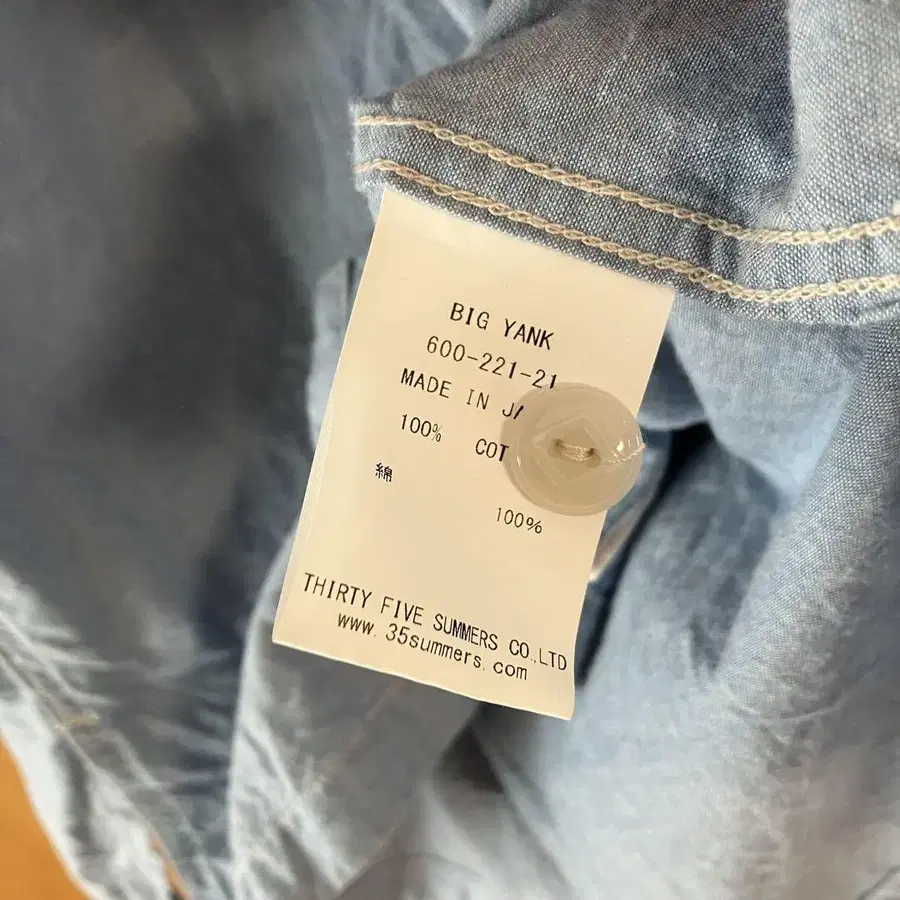 BIG YANK
600-221-21
MADE IN JA
100% COT
綿
100%
THIRTY FIVE SUMMERS CO.,LTD
www.35summers.com